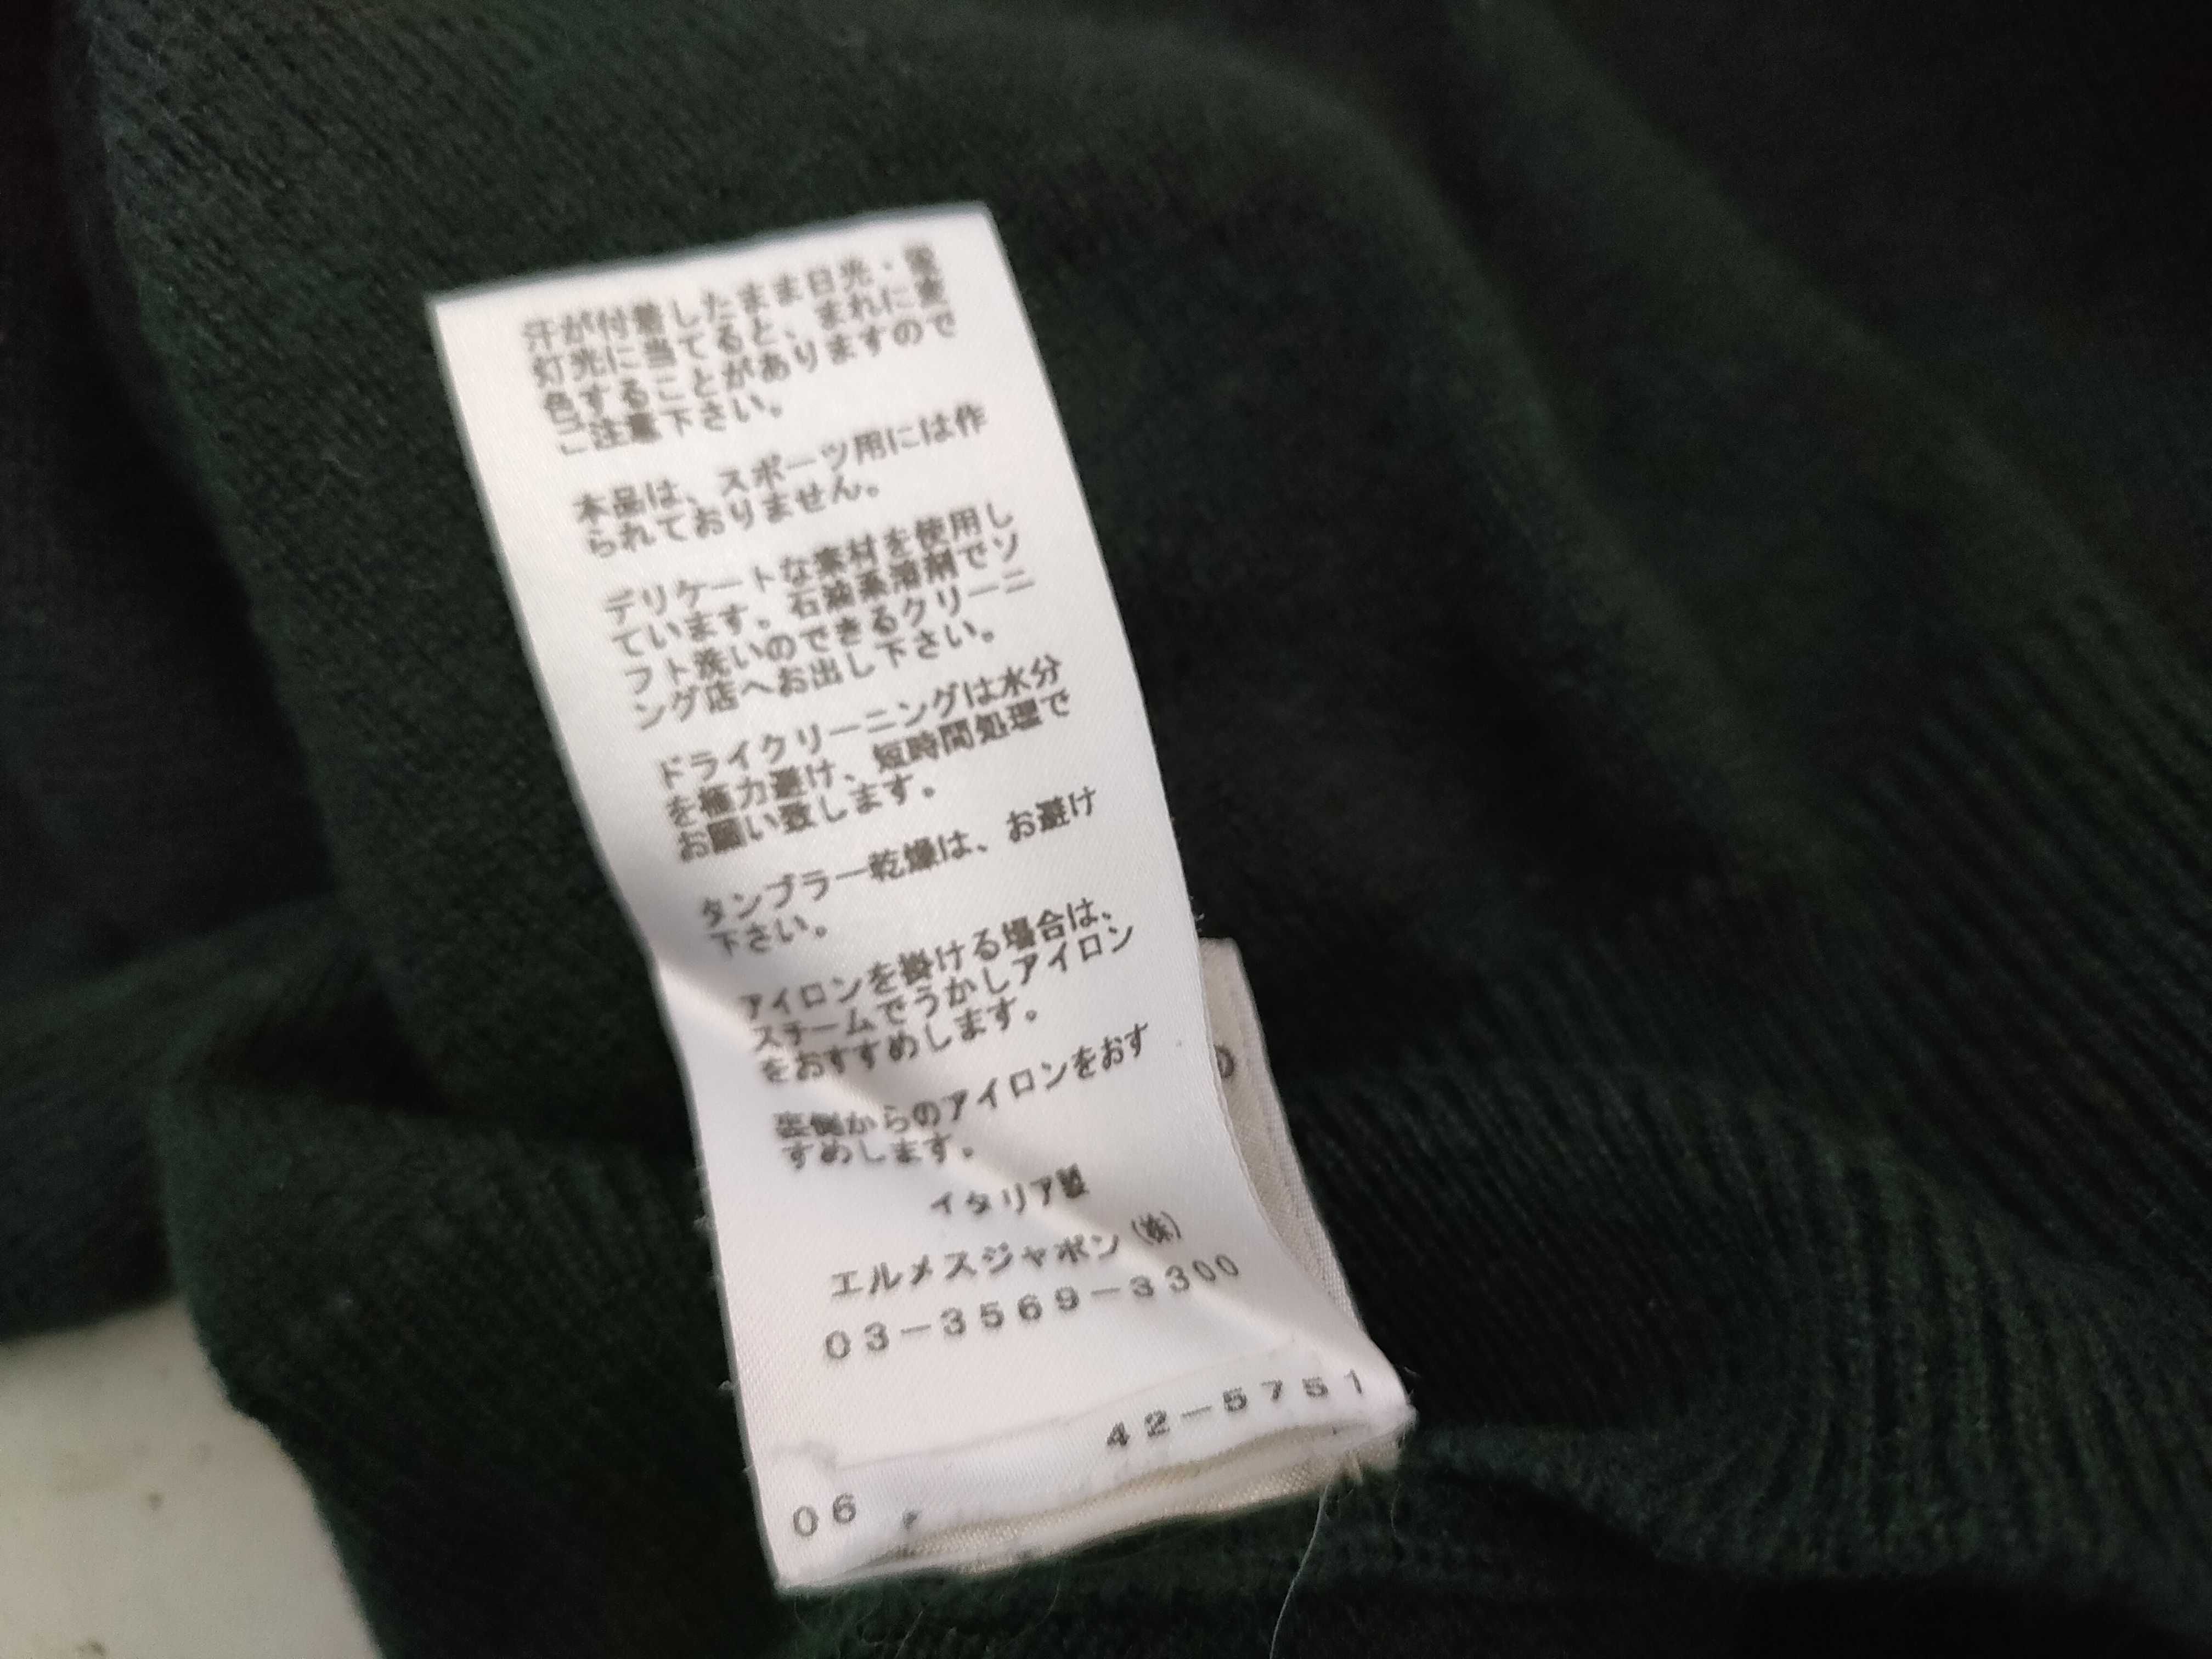 汗が付着したまま日光・蛍
灯光に当てると、まれに変
色することがありますので
ご注意下さい。
本品は、スポーツ用には作
られておりません。
デリケートな素材を使用し
ています。石油系溶剤でソ
フト洗いのできるクリーニ
ング店へお出し下さい。
ドライクリーニングは水分
を極力避け、短時間処理で
お願い致します。
タンブラー乾燥は、お避け
下さい。
アイロンを掛ける場合は、
スチームでうかしアイロン
をおすすめします。
裏側からのアイロンをおす
すめします。
イタリア製
エルメスジャポン(株)
03-3569-3300
42-5751
06